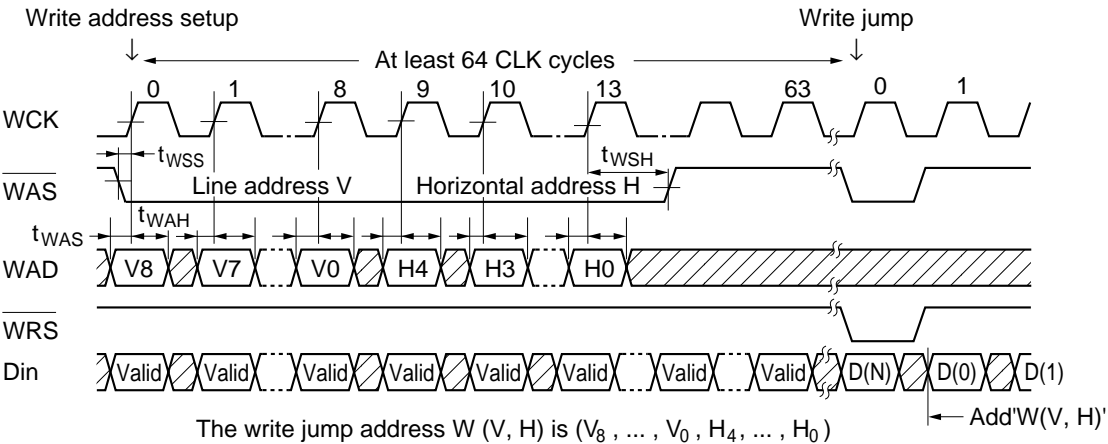 Write address setup Write jump
At least 64 CLK cycles
0 1 8 9 10 13 63 0 1
WCK
tWSS tWSH
WAS Line address V Horizontal address H
tWAH
tWAS
WAD V8 V7 V0 H4 H3 H0
WRS
Din Valid Valid Valid Valid Valid Valid Valid Valid D(N) D(0) D(1)
Add'W(V, H)'
The write jump address W (V, H) is (V8 , ... , V0 , H4, ... , H0 )